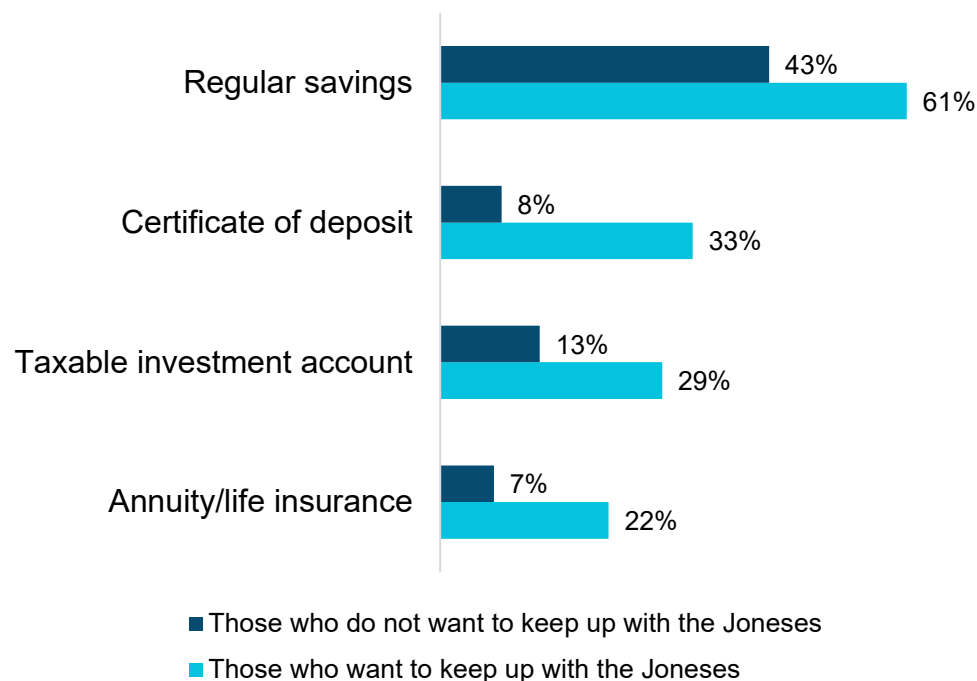 Regular savings
43%
61%
Certificate of deposit
8%
33%
Taxable investment account
13%
29%
Annuity/life insurance
7%
22%
Those who do not want to keep up with the Joneses
Those who want to keep up with the Joneses